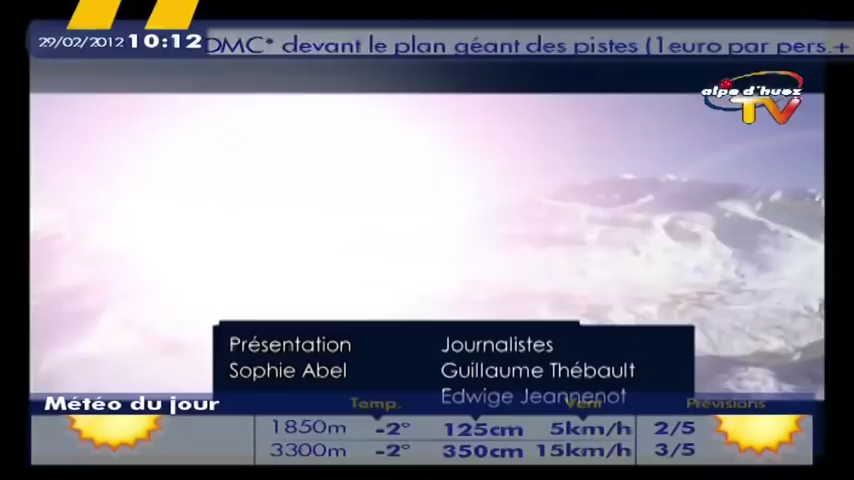 29/02/2012 10:12 DMC* devant le plan géant des pistes (1euro par pers.+
alpe d'huez
TV
Présentation
Sophie Abel
Journalistes
Guillaume Thébault
Edwige Jeannenot
Météo du jour
Temp. Vent Prévisions
1850m -2° 125cm 5km/h 2/5
3300m -2° 350cm 15km/h 3/5